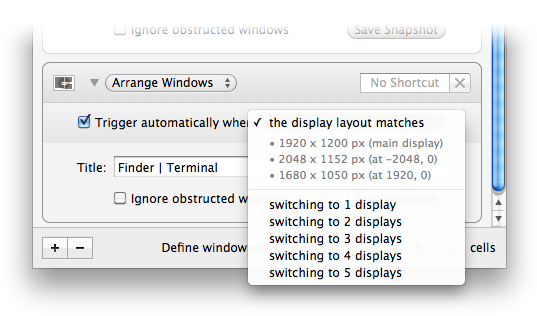 Ignore obstructed windows
Save Snapshot
Arrange Windows
No Shortcut
Trigger automatically when
✓ the display layout matches
• 1920 x 1200 px (main display)
• 2048 x 1152 px (at -2048, 0)
• 1680 x 1050 px (at 1920, 0)
Title: Finder | Terminal
Ignore obstructed w
switching to 1 display
switching to 2 displays
switching to 3 displays
switching to 4 displays
switching to 5 displays
+ −
Define window
cells